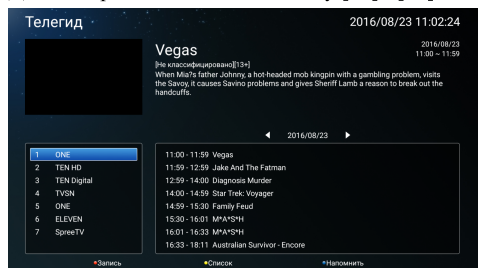 Телегид
2016/08/23 11:02:24
Vegas
2016/08/23
11:00 ~ 11:59
[Не классифицировано][13+]
When Mia?s father Johnny, a hot-headed mob kingpin with a gambling problem, visits
the Savoy, it causes Savino problems and gives Sheriff Lamb a reason to break out the
handcuffs.
2016/08/23
1 ONE
2 TEN HD
3 TEN Digital
4 TVSN
5 ONE
6 ELEVEN
7 SpreeTV
11:00 - 11:59 Vegas
11:59 - 12:59 Jake And The Fatman
12:59 - 14:00 Diagnosis Murder
14:00 - 14:59 Star Trek: Voyager
14:59 - 15:30 Family Feud
15:30 - 16:01 M*A*S*H
16:01 - 16:33 M*A*S*H
16:33 - 18:11 Australian Survivor - Encore
Запись
Список
Напомнить